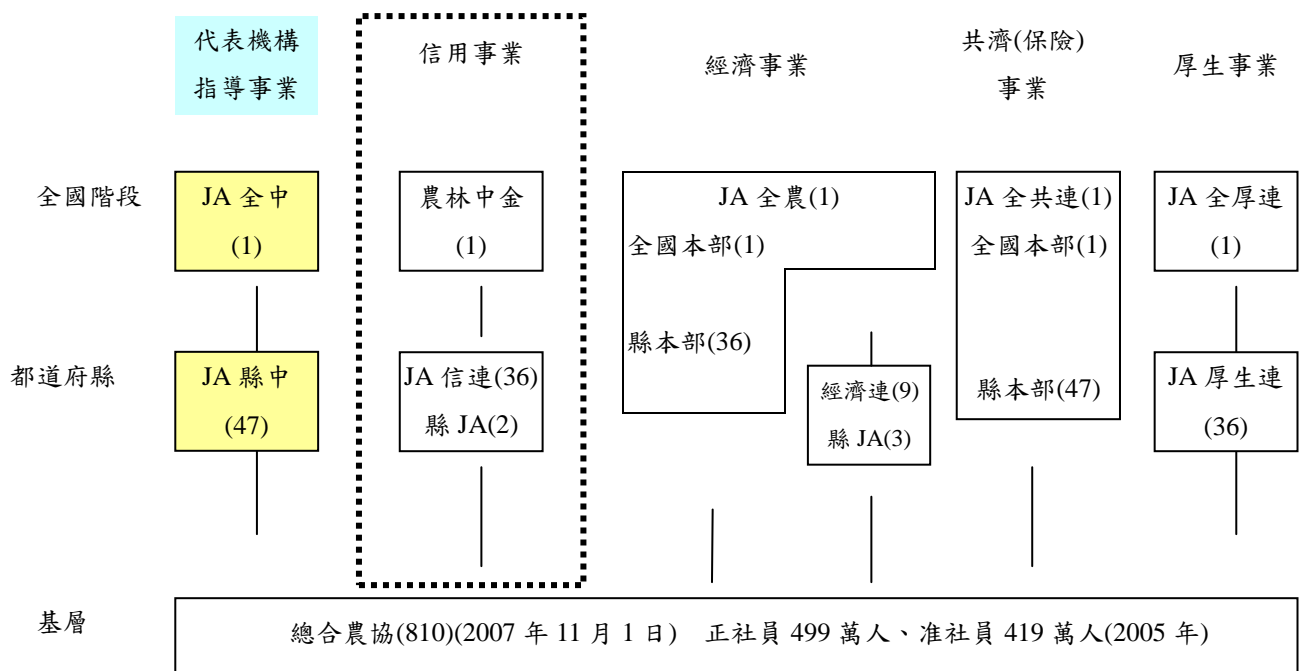 代表機構
指導事業
信用事業
經濟事業
共濟(保險)
事業
厚生事業
全國階段
JA 全中
(1)
農林中金
(1)
JA 全農(1)
全國本部(1)
縣本部(36)
JA 全共連(1)
全國本部(1)
縣本部(47)
JA 全厚連
(1)
都道府縣
JA 縣中
(47)
JA 信連(36)
縣 JA(2)
經濟連(9)
縣 JA(3)
JA 厚生連
(36)
基層
總合農協(810)(2007 年 11 月 1 日) 正社員 499 萬人、准社員 419 萬人(2005 年)